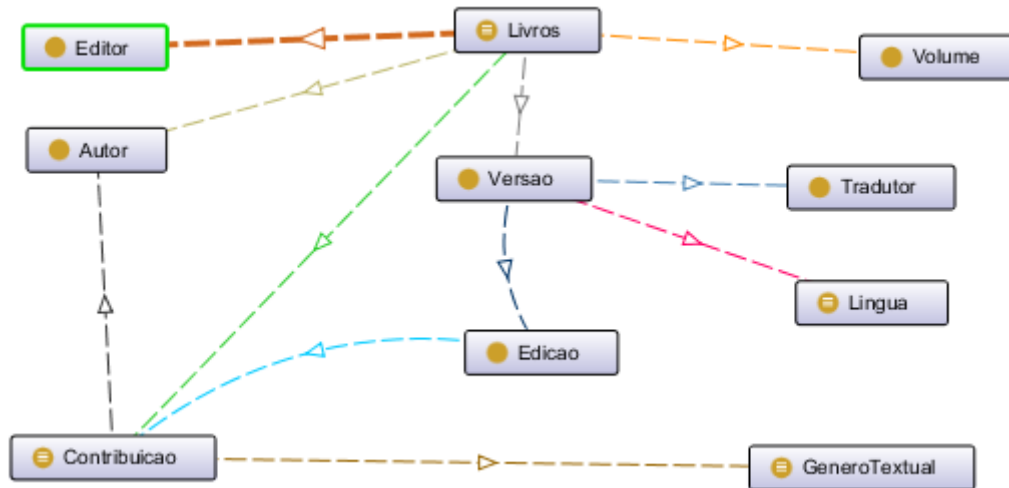 Livros
Editor
Volume
Autor
Versao
Tradutor
Lingua
Edicao
Contribuicao
GeneroTextual